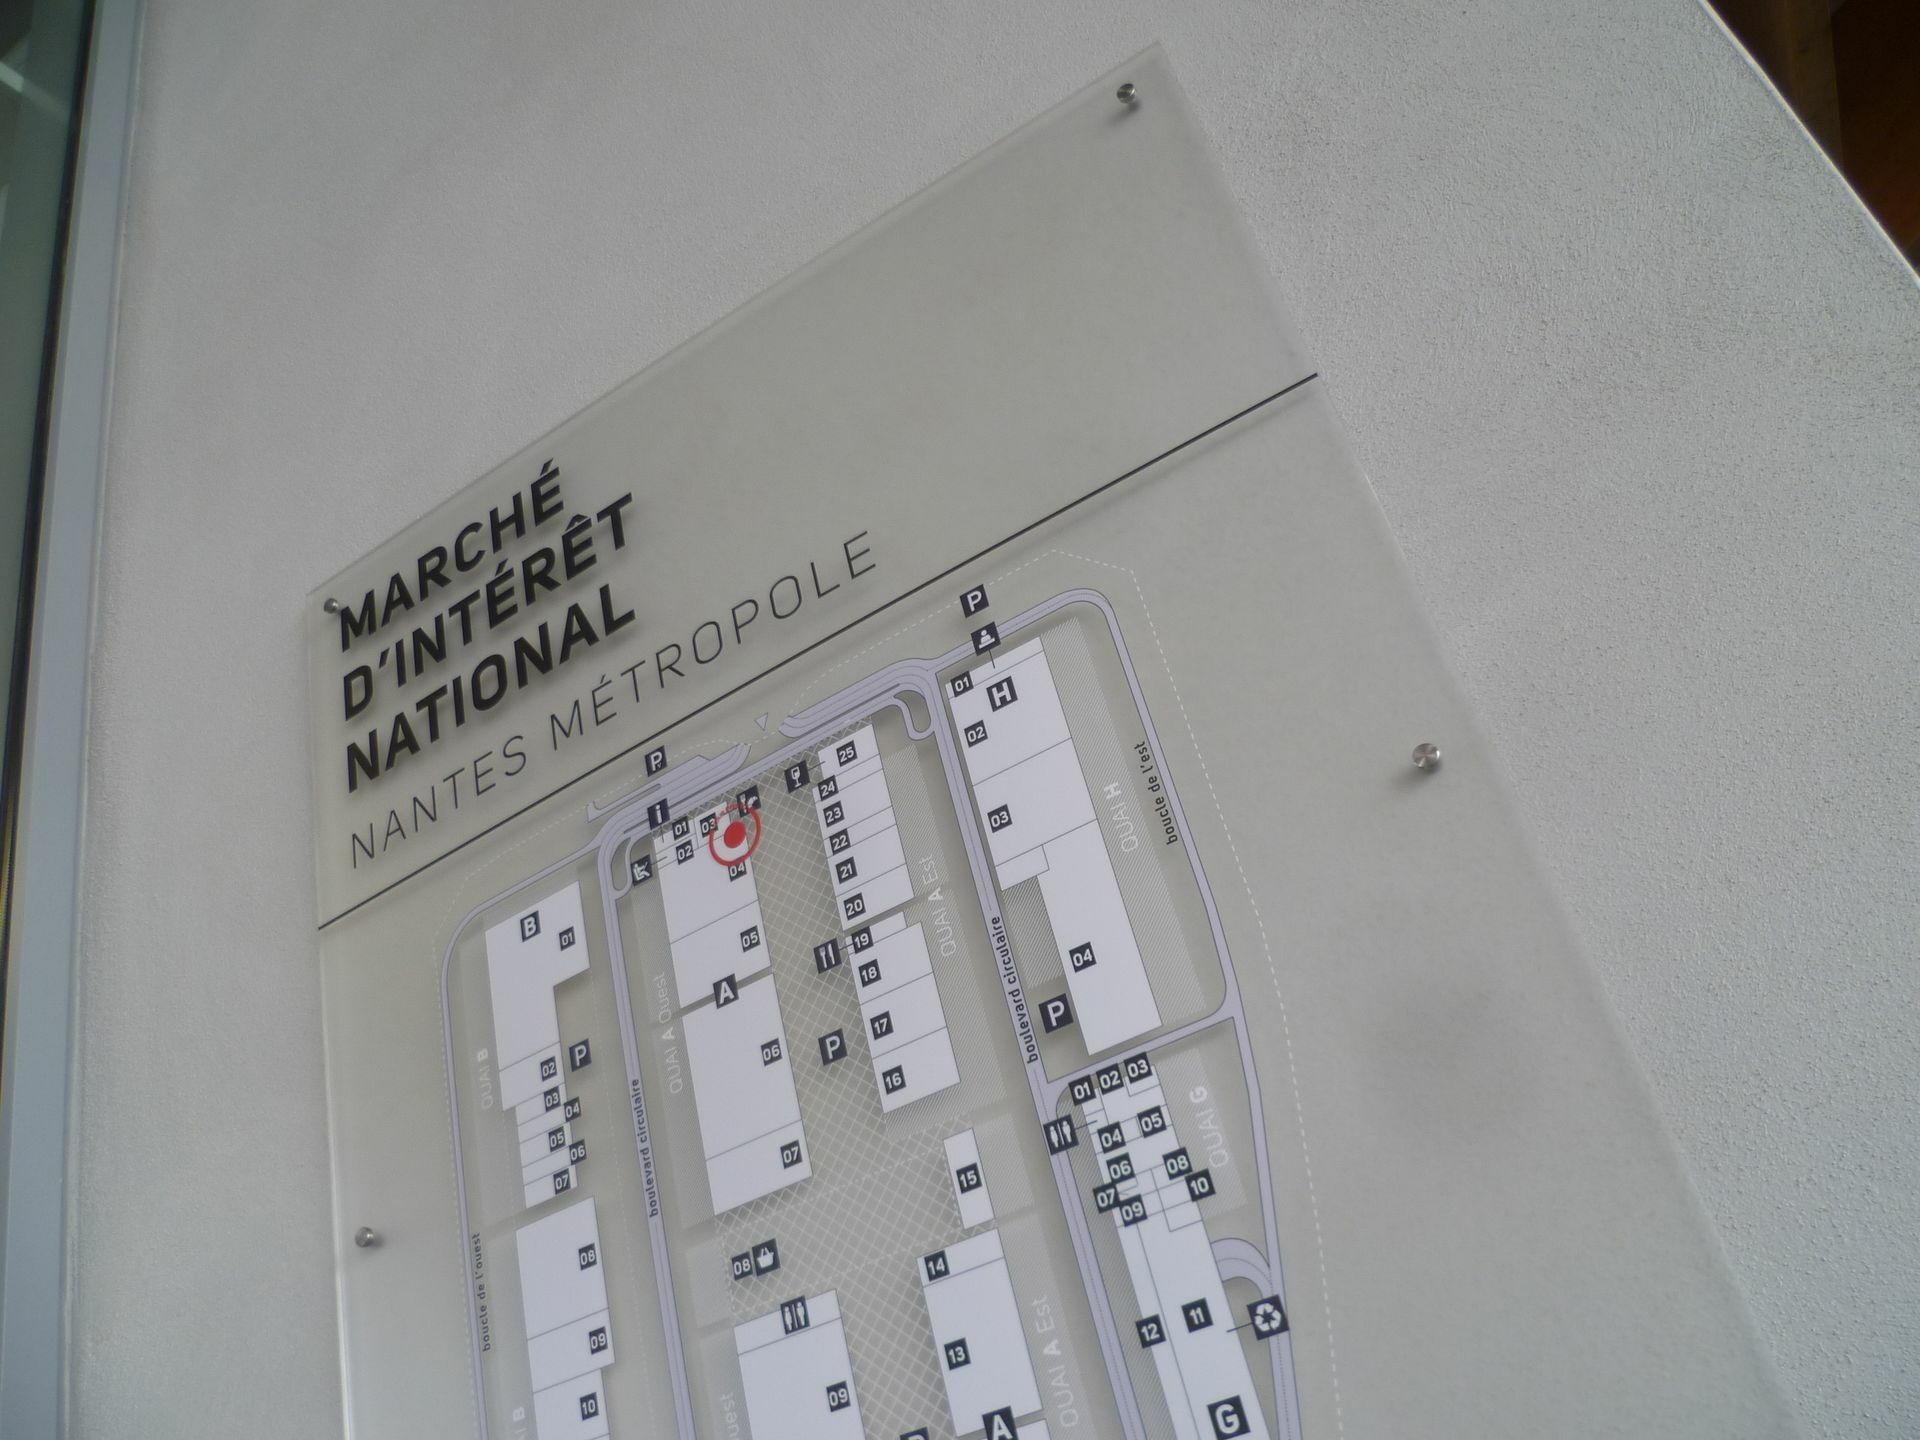 MARCHÉ
D'INTÉRÊT
NATIONAL
NANTES MÉTROPOLE
P
P
H
01
02
03
04
QUAI H
boucle de l'est
P
i
01
03
02
04
05
A
06
07
QUAI A Ouest
25
24
23
22
21
20
19
18
17
16
QUAI A Est
P
boulevard circulaire
B
01
02
P
03
04
05
06
07
QUAI B
boulevard circulaire
boucle de l'ouest
08
09
10
B
15
08
14
13
09
A
QUAI A Est
uest
01
02
03
04
05
06
08
07
10
09
QUAI G
12
11
G